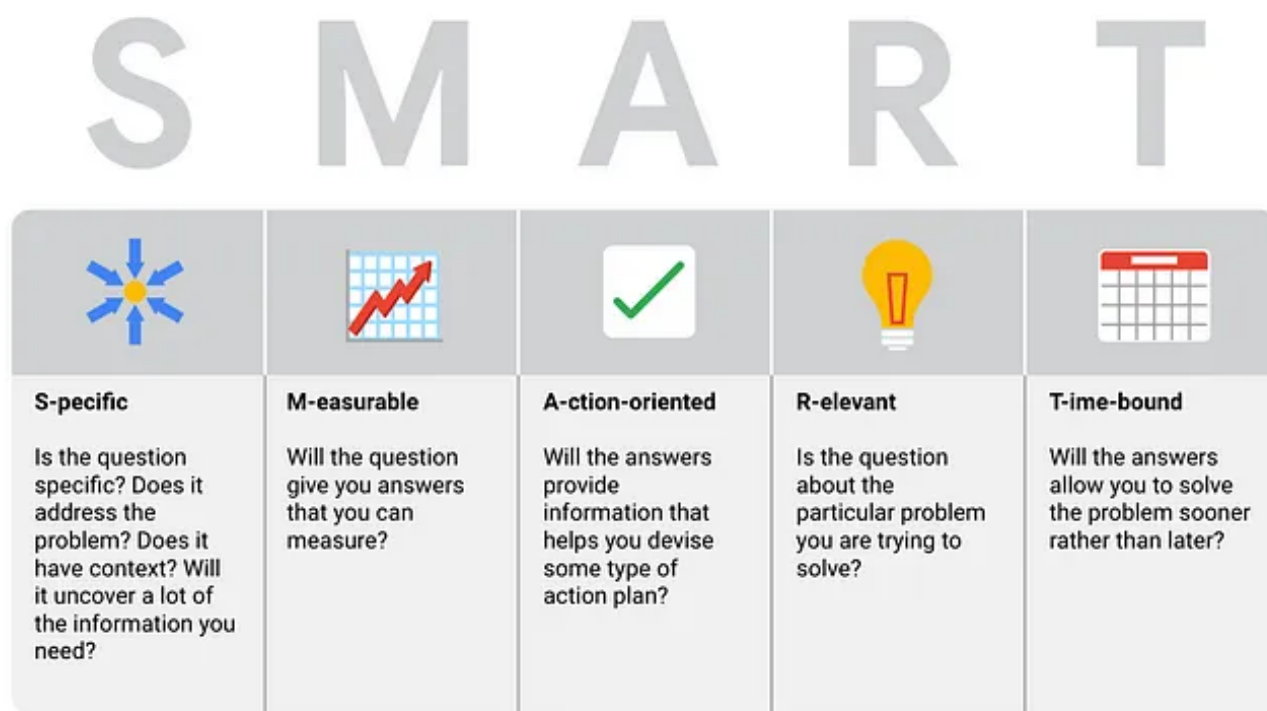 S M A R T
S-pecific
Is the question
specific? Does it
address the
problem? Does it
have context? Will
it uncover a lot of
the information you
need?
M-easurable
Will the question
give you answers
that you can
measure?
A-ction-oriented
Will the answers
provide
information that
helps you devise
some type of
action plan?
R-elevant
Is the question
about the
particular problem
you are trying to
solve?
T-ime-bound
Will the answers
allow you to solve
the problem sooner
rather than later?